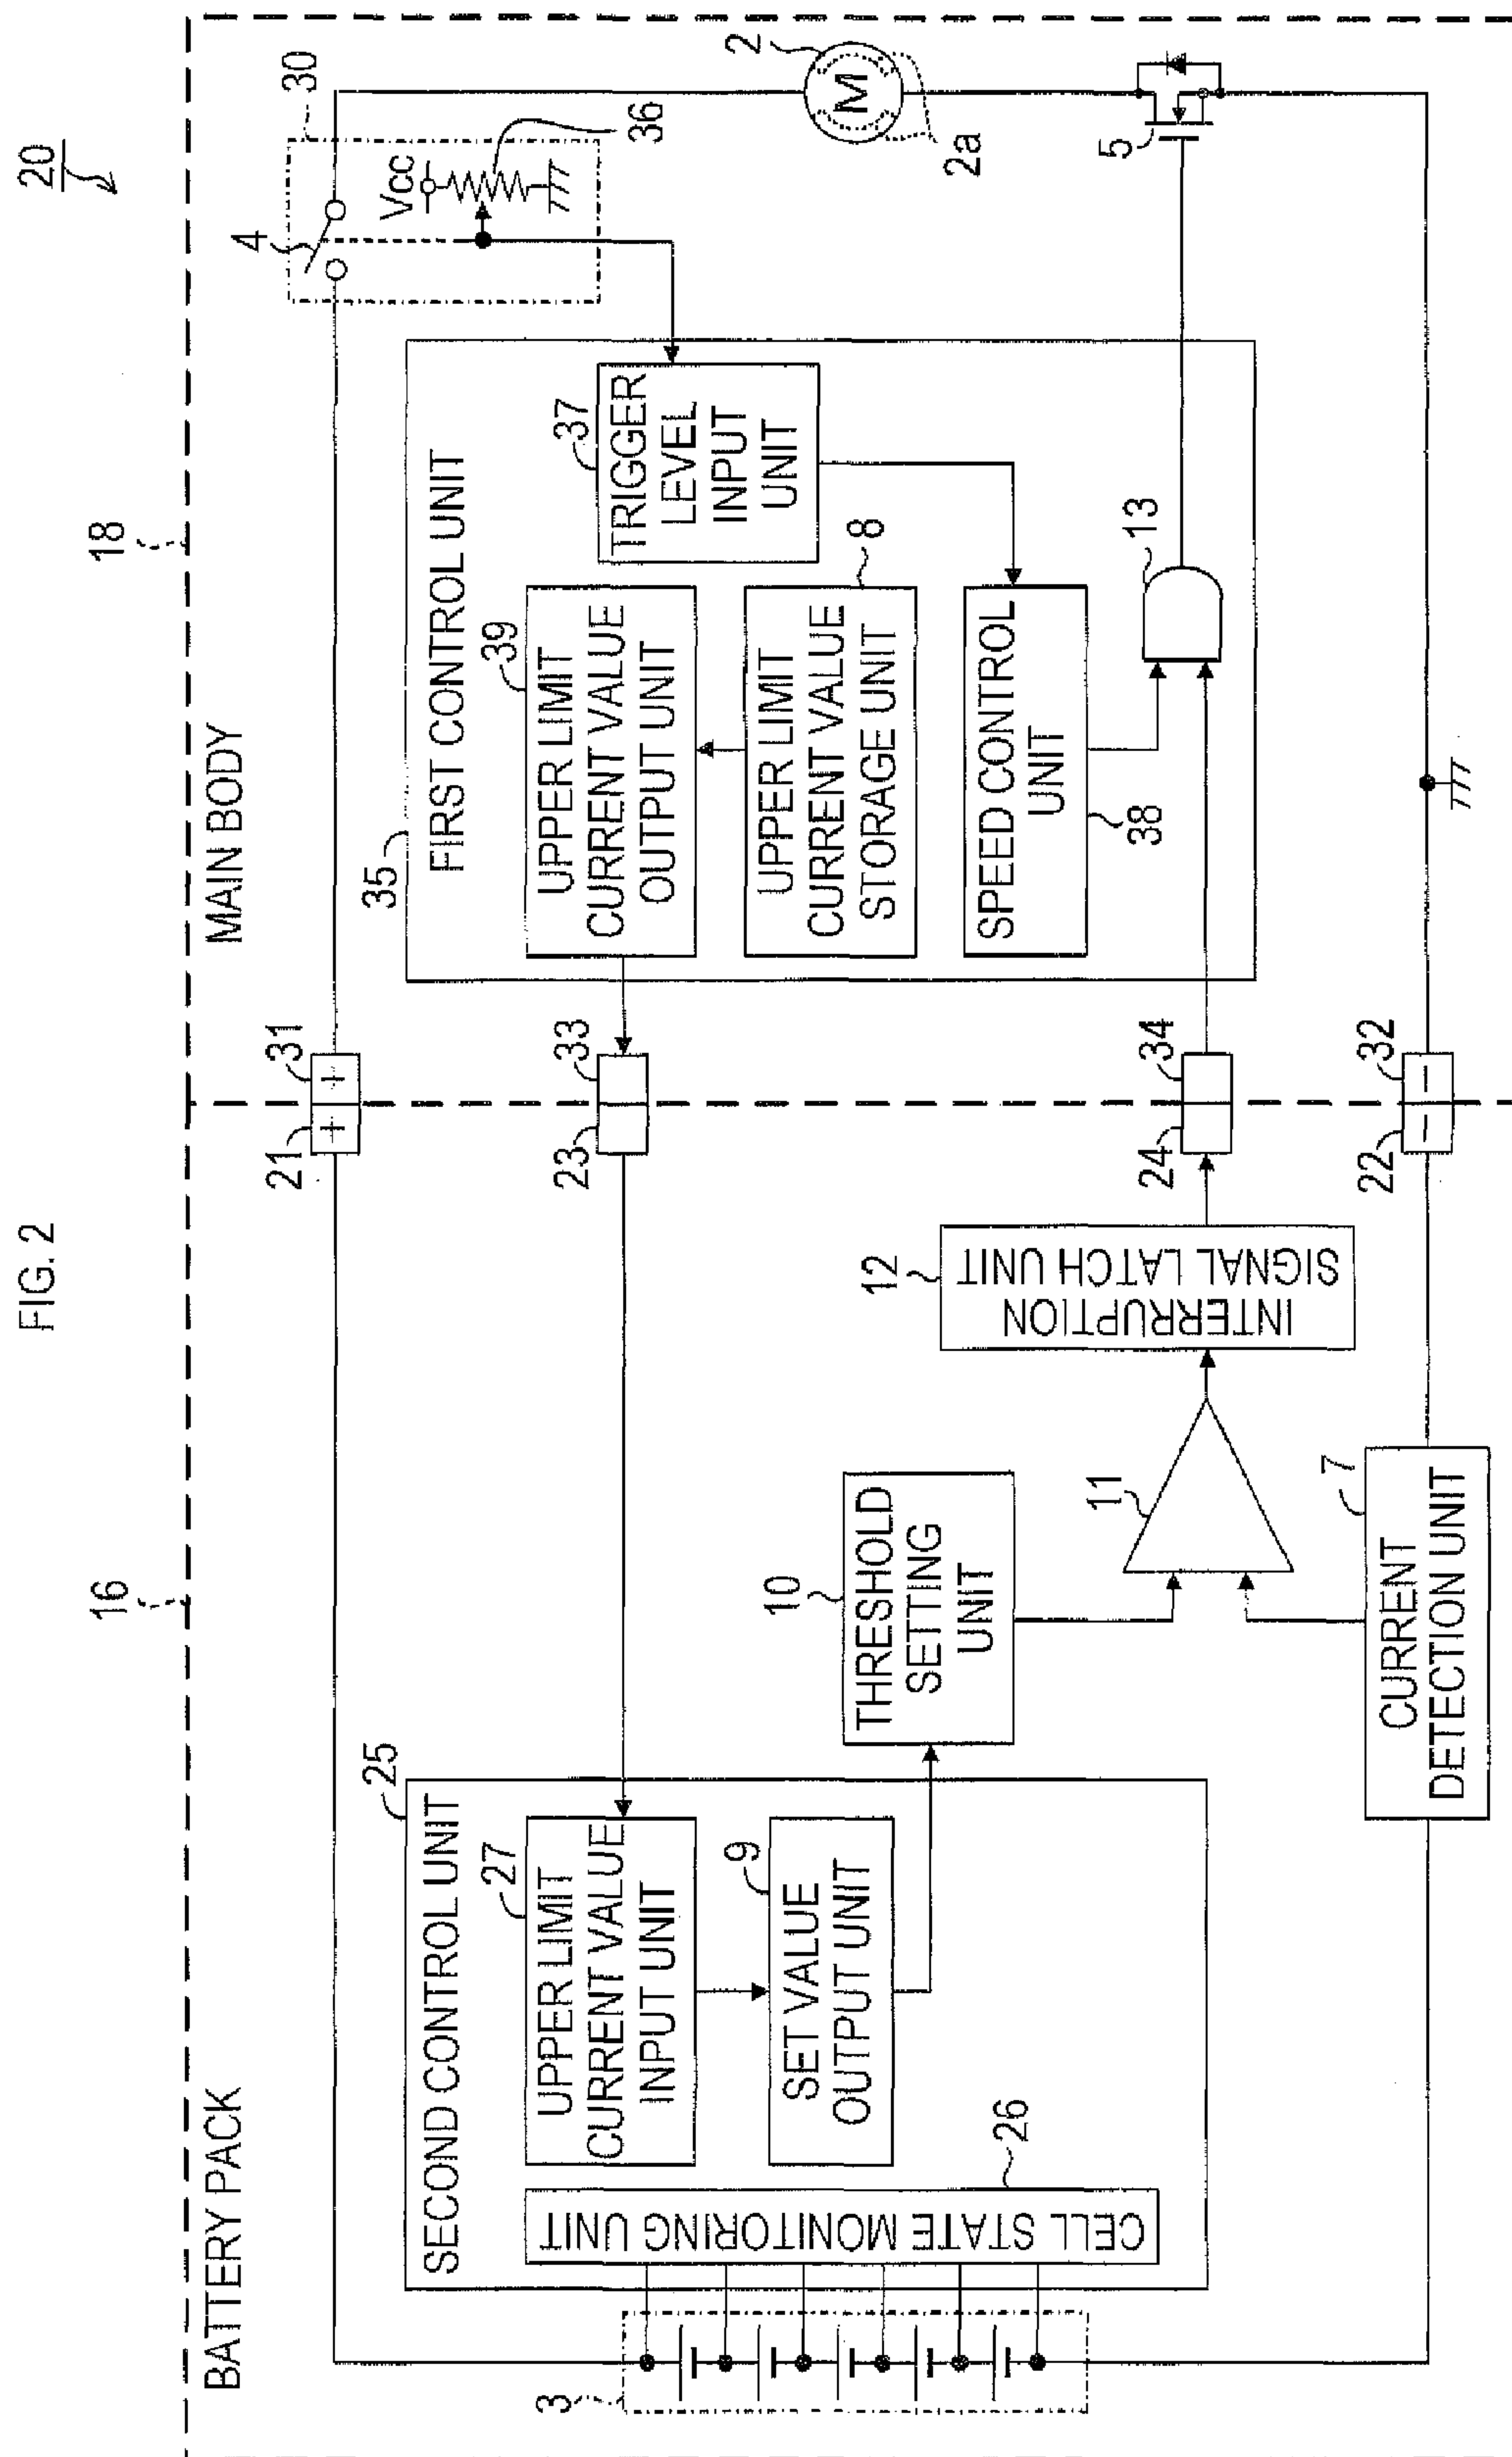 FIG. 2
20
16
18
BATTERY PACK
MAIN BODY
25
SECOND CONTROL UNIT
27
UPPER LIMIT
CURRENT VALUE
INPUT UNIT
9
SET VALUE
OUTPUT UNIT
26
CELL STATE MONITORING UNIT
3
10
THRESHOLD
SETTING
UNIT
11
7
CURRENT
DETECTION UNIT
12
INTERRUPTION
SIGNAL LATCH UNIT
21
+
31
+
23
33
24
34
22
−
32
−
35
FIRST CONTROL UNIT
39
UPPER LIMIT
CURRENT VALUE
OUTPUT UNIT
8
UPPER LIMIT
CURRENT VALUE
STORAGE UNIT
37
TRIGGER
LEVEL
INPUT
UNIT
SPEED CONTROL
UNIT
38
13
4
30
Vcc
36
2
M
2a
5